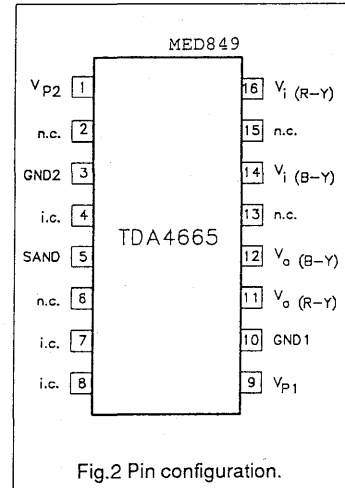 MED849
V P2 1
n.c. 2
GND2 3
i.c. 4
SAND 5
n.c. 6
i.c. 7
i.c. 8
TDA4665
16 Vi (R-Y)
15 n.c.
14 Vi (B-Y)
13 n.c.
12 Vo (B-Y)
11 Vo (R-Y)
10 GND1
9 VP1
Fig.2 Pin configuration.